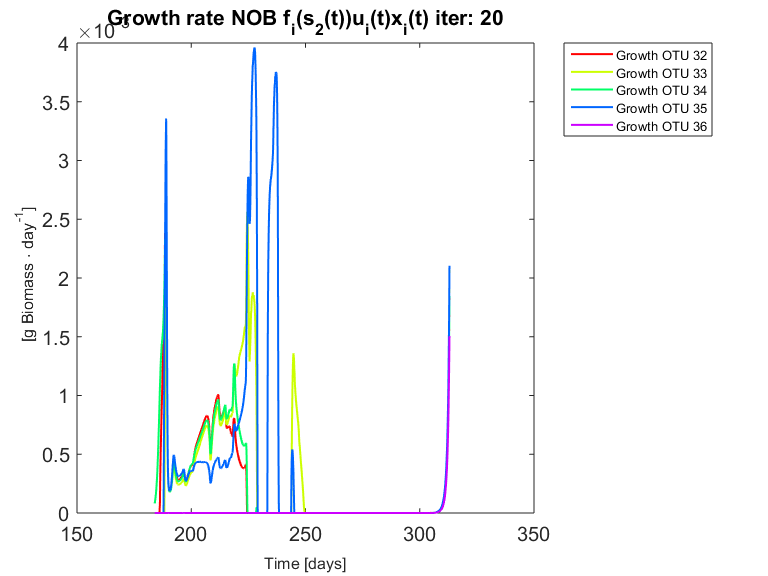 Growth rate NOB f_i(s_2(t))u_i(t)x_i(t) iter: 20
4
3.5
3
2.5
2
1.5
1
0.5
0
150
200
250
300
350
[g Biomass · day^-1]
Time [days]
Growth OTU 32
Growth OTU 33
Growth OTU 34
Growth OTU 35
Growth OTU 36